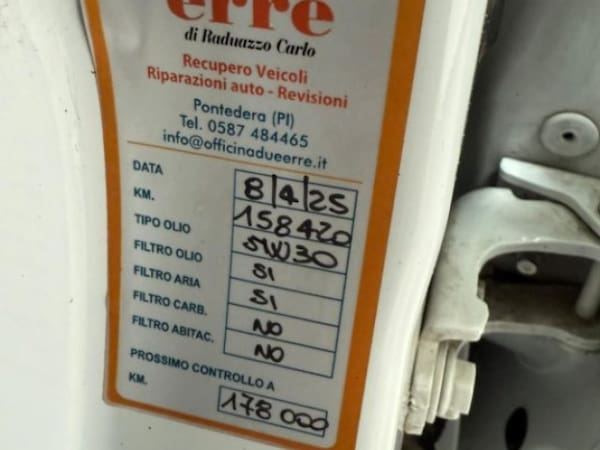 erre
di Raduazzo Carlo
Recupero Veicoli
Riparazioni auto - Revisioni
Pontedera (PI)
Tel. 0587 484465
info@officinadueerre.it
DATA 8/4/25
KM. 158420
TIPO OLIO 5W30
FILTRO OLIO SI
FILTRO ARIA SI
FILTRO CARB. NO
FILTRO ABITAC. NO
PROSSIMO CONTROLLO A
KM. 178000